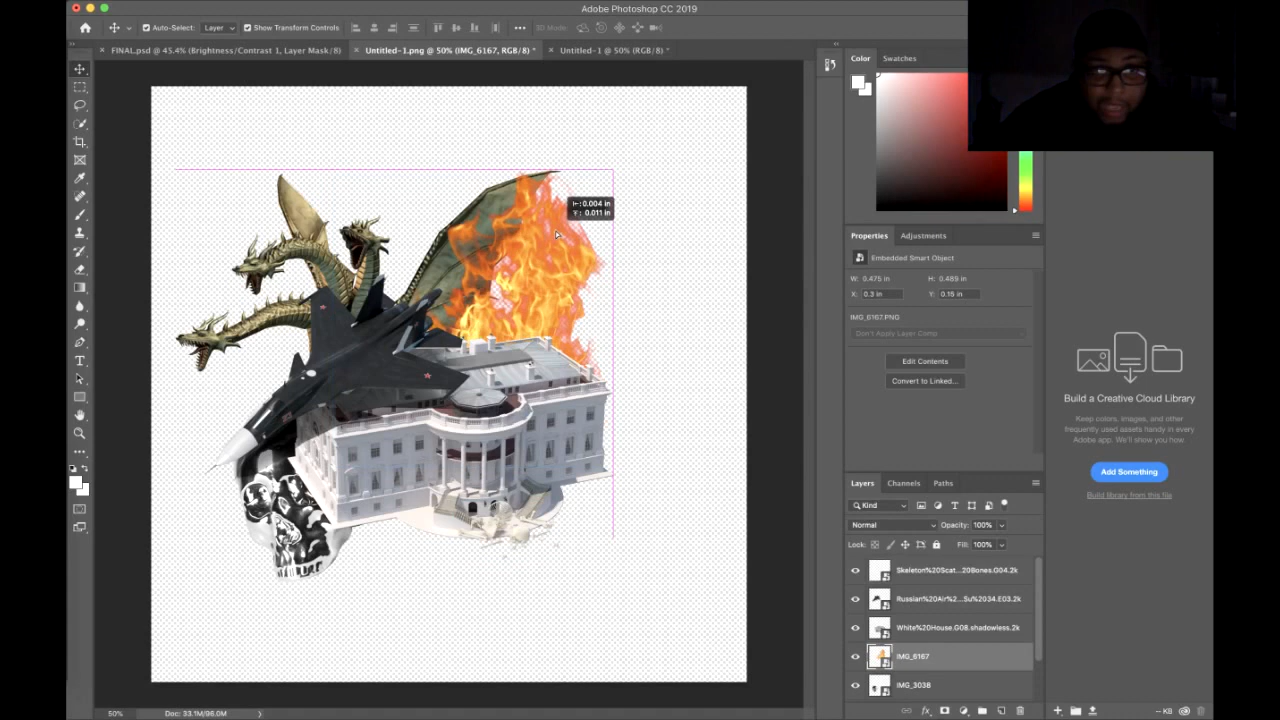 Adobe Photoshop CC 2019
Auto-Select: Layer Show Transform Controls 3D Mode:
FINAL.psd @ 45.4% (Brightness/Contrast 1, Layer Mask/8)
Untitled-1.png @ 50% (IMG_6167, RGB/8) *
Untitled-1 @ 50% (RGB/8) *
Color Swatches
: 0.004 in
: 0.011 in
Properties Adjustments
Embedded Smart Object
W: 0.475 in H: 0.489 in
X: 0.3 in Y: 0.15 in
IMG_6167.PNG
Don't Apply Layer Comp
Edit Contents
Convert to Linked...
Build a Creative Cloud Library
Keep colors, images, and other
frequently used assets handy in every
Adobe app. We'll show you how.
Add Something
Build library from this file
Layers Channels Paths
Kind
Normal Opacity: 100%
Lock: Fill: 100%
Skeleton%20Scat...20Bones.G04.2k
Russian%20Air%2...Su%2034.E03.2k
White%20House.G08.shadowless.2k
IMG_6167
IMG_3038
50% Doc: 33.1M/96.0M
-- KB